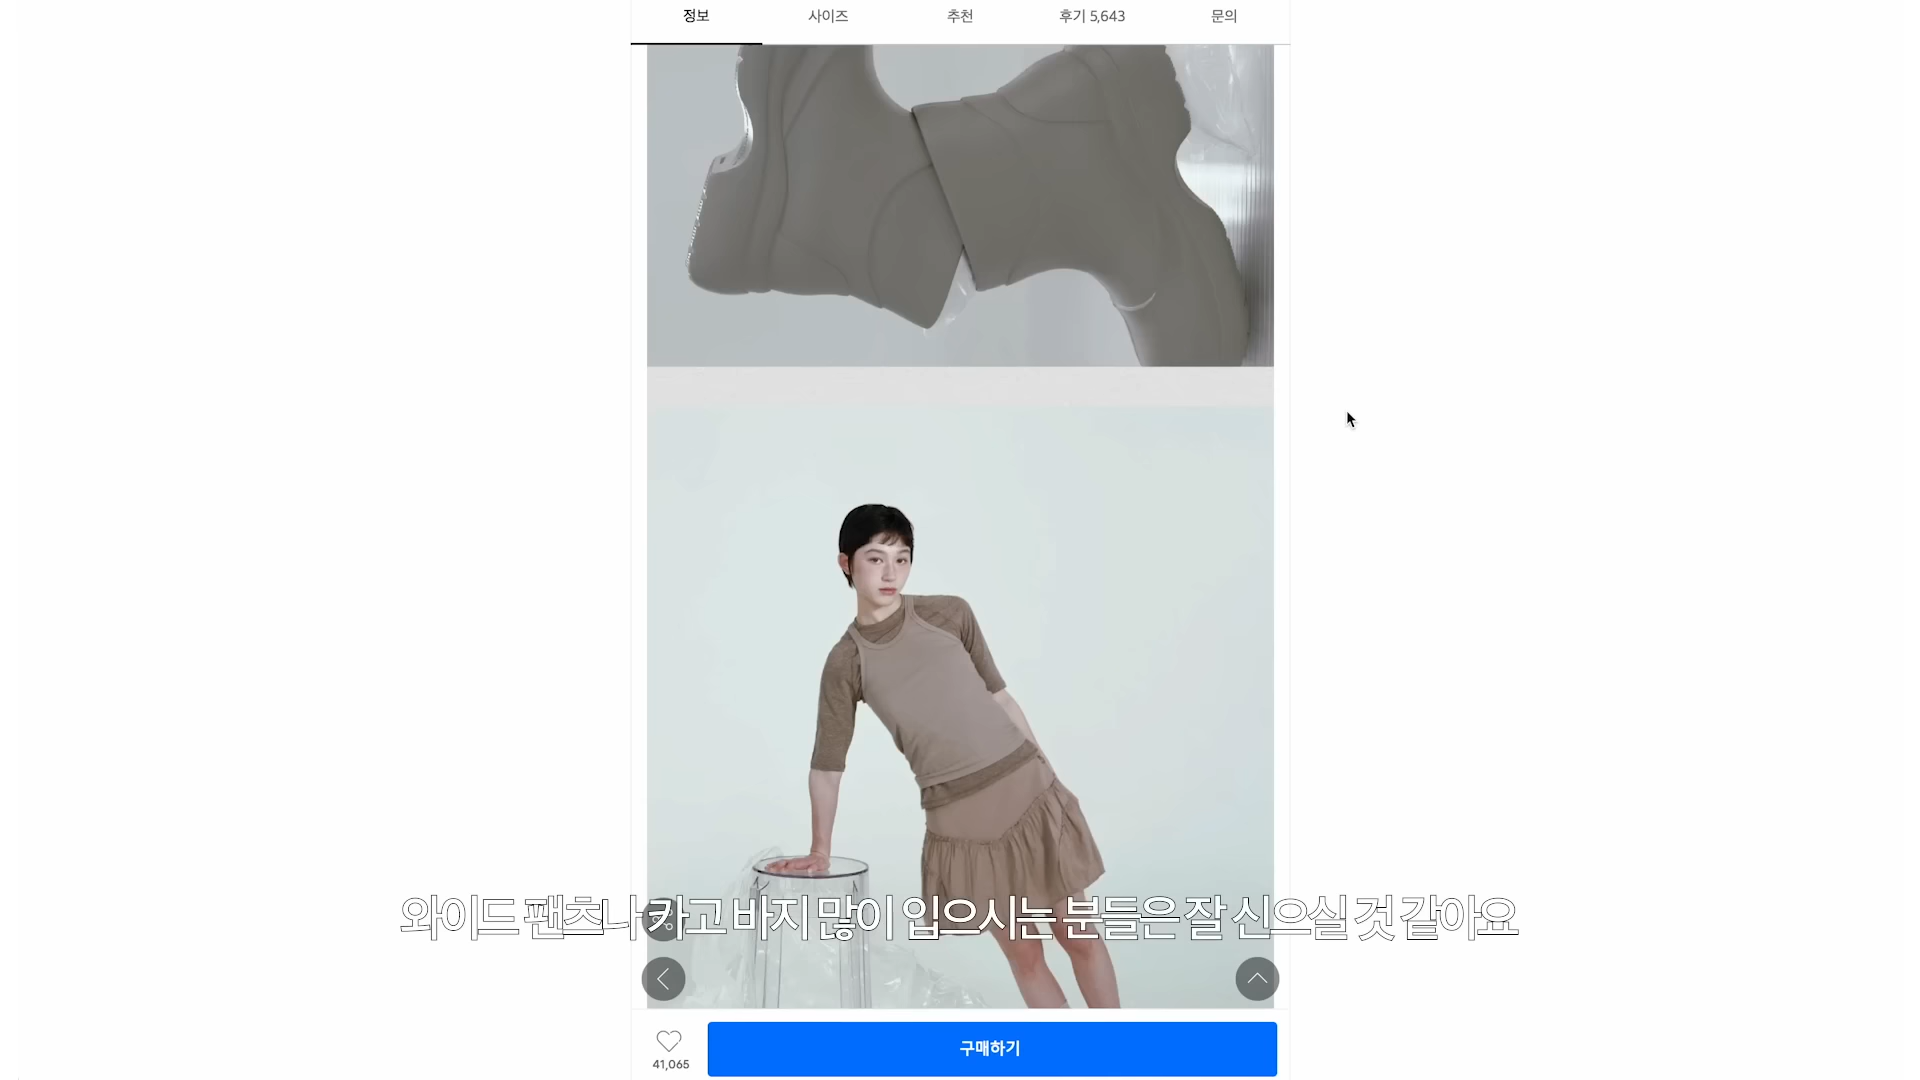 정보
사이즈
추천
후기 5,643
문의
와이드 팬츠나 카고 바지 많이 입으시는 분들은 잘 신으실 것 같아요
41,065
구매하기